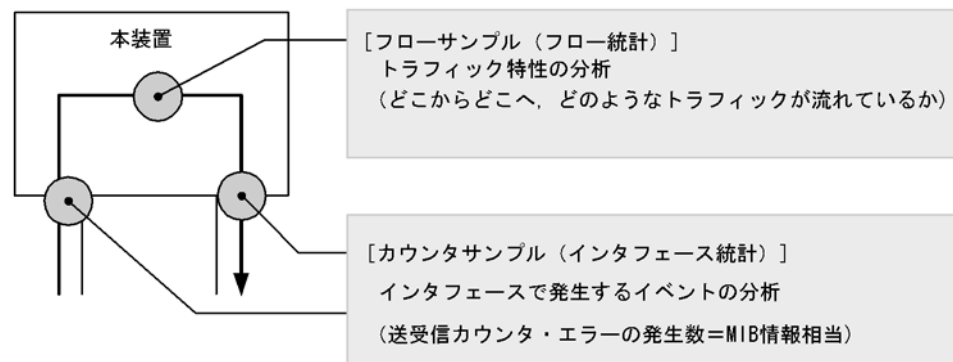 本装置
[フローサンプル（フロー統計）]
トラフィック特性の分析
（どこからどこへ，どのようなトラフィックが流れているか）
[カウンタサンプル（インタフェース統計）]
インタフェースで発生するイベントの分析
（送受信カウンタ・エラーの発生数＝MIB情報相当）